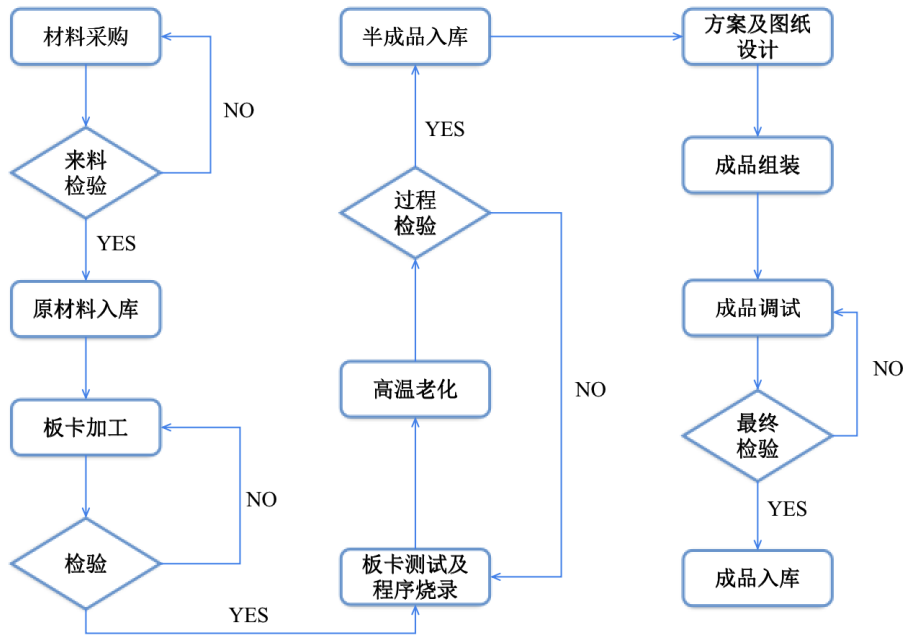 材料采购
NO
来料
检验
YES
原材料入库
板卡加工
NO
检验
YES
半成品入库
YES
过程
检验
NO
高温老化
板卡测试及
程序烧录
方案及图纸
设计
成品组装
成品调试
NO
最终
检验
YES
成品入库